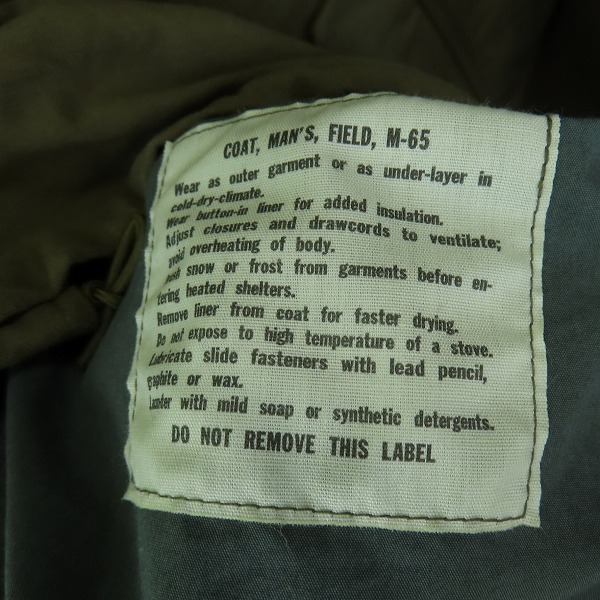 COAT, MAN'S, FIELD, M-65
Wear as outer garment or as under-layer in
cold-dry-climate.
Wear button-in liner for added insulation.
Adjust closures and drawcords to ventilate;
avoid overheating of body.
snow or frost from garments before en-
tering heated shelters.
Remove liner from coat for faster drying.
Do not expose to high temperature of a stove.
Lubricate slide fasteners with lead pencil,
graphite or wax.
Launder with mild soap or synthetic detergents.
DO NOT REMOVE THIS LABEL